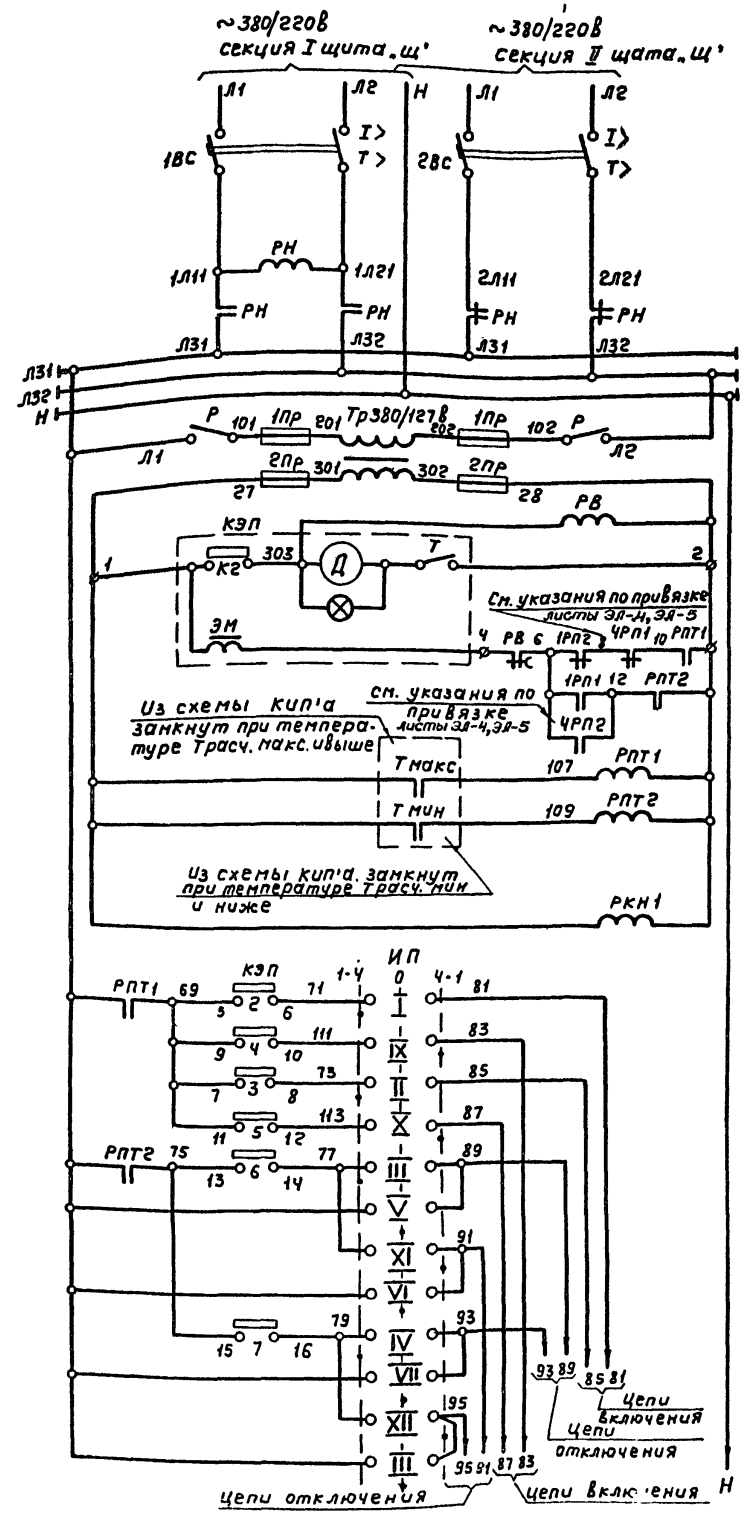 ~380/220в
секция I щита „Щ"
~380/220в
секция II щата „Щ"
Л1 Л2 Н Л1 Л2
1ВС I> T> 2ВС I> T>
РН
1Л11 1Л21 2Л11 2Л21
РН РН РН РН
Л31 Л32 Л31 Л32
Л31
Л32
Н
Р 101 1Пр 201 Тр380/127в 202 1Пр 102 Р
Л1 Л2
27 2Пр 301 302 2Пр 28
РВ
КЭП
1 К2 303 Д Т 2
См. указания по привязке
листы ЭЛ-4, ЭЛ-5
ЭМ 4 РВ 6 1РП2 4РП1 10 РПТ1
1РП1 12 РПТ2
4РП2
Из схемы КИП'а
замкнут при темпера-
туре Tрасч. макс. ивыше
см. указания по
привязке
листы ЭЛ-4, ЭЛ-5
Т макс 107 РПТ1
Т мин 109 РПТ2
Из схемы КИП'а. замкнут
при температуре Tрасч. мин
и ниже
РКН1
ИП
КЭП 1-4 0 4-1
РПТ1 69 5 2 6 71 I 81
9 4 10 111 IX 83
7 3 8 73 II 85
11 5 12 113 X 87
РПТ2 75 13 6 14 77 III 89
V
XI 91
VI
15 7 16 79 IV 93
VII
XII 95
III
93 89 85 81
Цепи
включения
Цепи
отключения
95 91 87 83
Цепи отключения
Цепи включения
Н